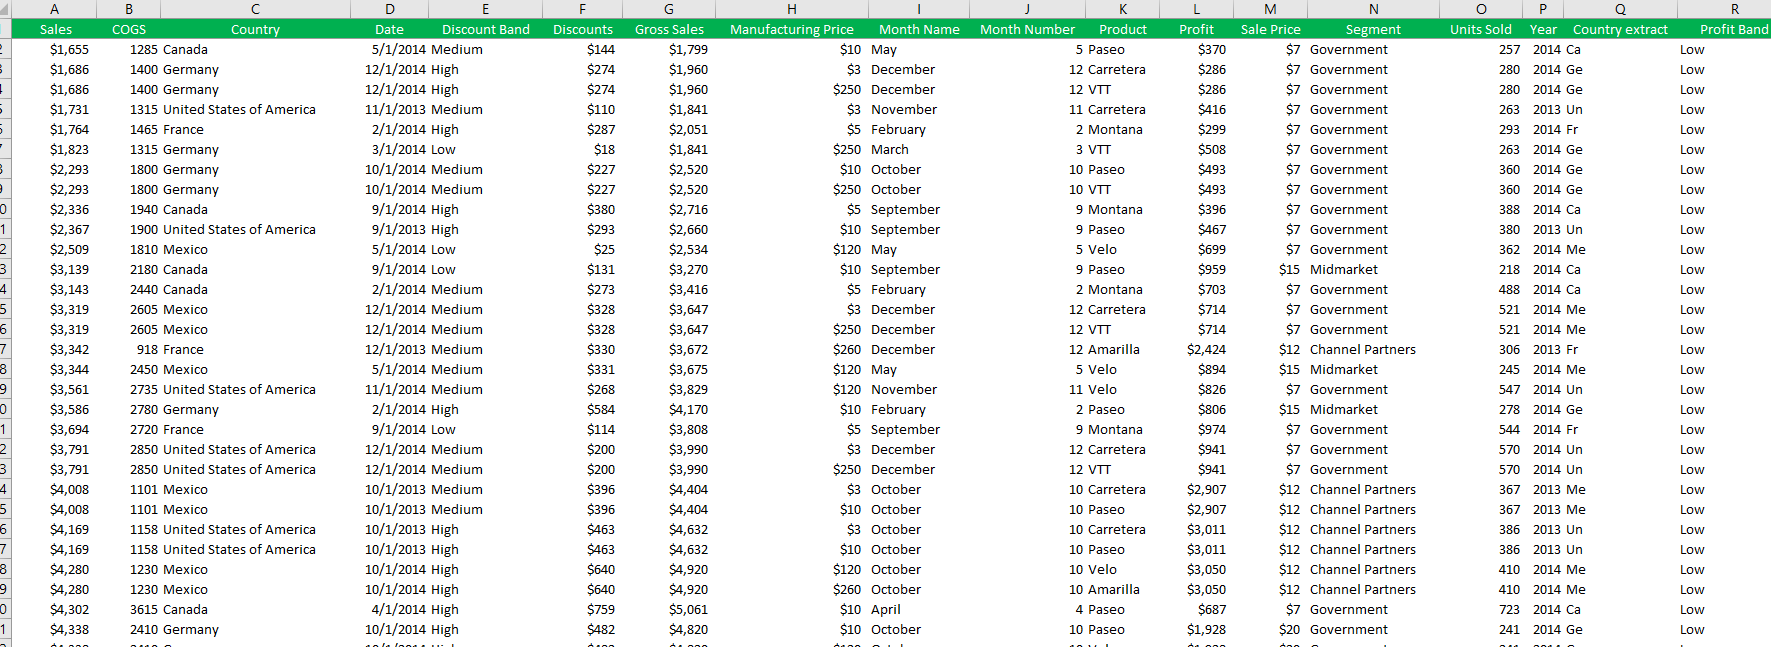 A B C D E F G H I J K L M N O P Q R
Sales COGS Country Date Discount Band Discounts Gross Sales Manufacturing Price Month Name Month Number Product Profit Sale Price Segment Units Sold Year Country extract Profit Band
2 $1,655 1285 Canada 5/1/2014 Medium $144 $1,799 $10 May 5 Paseo $370 $7 Government 257 2014 Ca Low
3 $1,686 1400 Germany 12/1/2014 High $274 $1,960 $3 December 12 Carretera $286 $7 Government 280 2014 Ge Low
$1,686 1400 Germany 12/1/2014 High $274 $1,960 $250 December 12 VTT $286 $7 Government 280 2014 Ge Low
5 $1,731 1315 United States of America 11/1/2013 Medium $110 $1,841 $3 November 11 Carretera $416 $7 Government 263 2013 Un Low
$1,764 1465 France 2/1/2014 High $287 $2,051 $5 February 2 Montana $299 $7 Government 293 2014 Fr Low
$1,823 1315 Germany 3/1/2014 Low $18 $1,841 $250 March 3 VTT $508 $7 Government 263 2014 Ge Low
$2,293 1800 Germany 10/1/2014 Medium $227 $2,520 $10 October 10 Paseo $493 $7 Government 360 2014 Ge Low
$2,293 1800 Germany 10/1/2014 Medium $227 $2,520 $250 October 10 VTT $493 $7 Government 360 2014 Ge Low
0 $2,336 1940 Canada 9/1/2014 High $380 $2,716 $5 September 9 Montana $396 $7 Government 388 2014 Ca Low
1 $2,367 1900 United States of America 9/1/2013 High $293 $2,660 $10 September 9 Paseo $467 $7 Government 380 2013 Un Low
2 $2,509 1810 Mexico 5/1/2014 Low $25 $2,534 $120 May 5 Velo $699 $7 Government 362 2014 Me Low
3 $3,139 2180 Canada 9/1/2014 Low $131 $3,270 $10 September 9 Paseo $959 $15 Midmarket 218 2014 Ca Low
4 $3,143 2440 Canada 2/1/2014 Medium $273 $3,416 $5 February 2 Montana $703 $7 Government 488 2014 Ca Low
5 $3,319 2605 Mexico 12/1/2014 Medium $328 $3,647 $3 December 12 Carretera $714 $7 Government 521 2014 Me Low
6 $3,319 2605 Mexico 12/1/2014 Medium $328 $3,647 $250 December 12 VTT $714 $7 Government 521 2014 Me Low
7 $3,342 918 France 12/1/2013 Medium $330 $3,672 $260 December 12 Amarilla $2,424 $12 Channel Partners 306 2013 Fr Low
8 $3,344 2450 Mexico 5/1/2014 Medium $331 $3,675 $120 May 5 Velo $894 $15 Midmarket 245 2014 Me Low
9 $3,561 2735 United States of America 11/1/2014 Medium $268 $3,829 $120 November 11 Velo $826 $7 Government 547 2014 Un Low
0 $3,586 2780 Germany 2/1/2014 High $584 $4,170 $10 February 2 Paseo $806 $15 Midmarket 278 2014 Ge Low
1 $3,694 2720 France 9/1/2014 Low $114 $3,808 $5 September 9 Montana $974 $7 Government 544 2014 Fr Low
2 $3,791 2850 United States of America 12/1/2014 Medium $200 $3,990 $3 December 12 Carretera $941 $7 Government 570 2014 Un Low
3 $3,791 2850 United States of America 12/1/2014 Medium $200 $3,990 $250 December 12 VTT $941 $7 Government 570 2014 Un Low
4 $4,008 1101 Mexico 10/1/2013 Medium $396 $4,404 $3 October 10 Carretera $2,907 $12 Channel Partners 367 2013 Me Low
5 $4,008 1101 Mexico 10/1/2013 Medium $396 $4,404 $10 October 10 Paseo $2,907 $12 Channel Partners 367 2013 Me Low
6 $4,169 1158 United States of America 10/1/2013 High $463 $4,632 $3 October 10 Carretera $3,011 $12 Channel Partners 386 2013 Un Low
7 $4,169 1158 United States of America 10/1/2013 High $463 $4,632 $10 October 10 Paseo $3,011 $12 Channel Partners 386 2013 Un Low
8 $4,280 1230 Mexico 10/1/2014 High $640 $4,920 $120 October 10 Velo $3,050 $12 Channel Partners 410 2014 Me Low
9 $4,280 1230 Mexico 10/1/2014 High $640 $4,920 $260 October 10 Amarilla $3,050 $12 Channel Partners 410 2014 Me Low
0 $4,302 3615 Canada 4/1/2014 High $759 $5,061 $10 April 4 Paseo $687 $7 Government 723 2014 Ca Low
1 $4,338 2410 Germany 10/1/2014 High $482 $4,820 $10 October 10 Paseo $1,928 $20 Government 241 2014 Ge Low